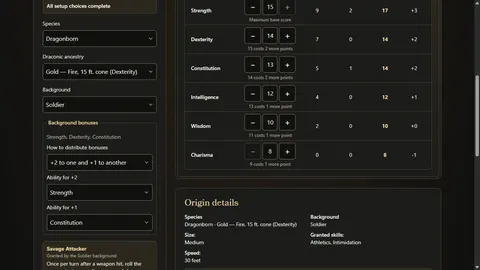 All setup choices complete
Species
Dragonborn
Draconic ancestry
Gold — Fire, 15 ft. cone (Dexterity)
Background
Soldier
Background bonuses
Strength, Dexterity, Constitution
How to distribute bonuses
+2 to one and +1 to another
Ability for +2
Strength
Ability for +1
Constitution
Savage Attacker
Granted by the Soldier background
Once per turn after a weapon hit, roll the
Strength − 15 + 9 2 17 +3
Maximum base score
Dexterity − 14 + 7 0 14 +2
15 costs 2 more points
Constitution − 13 + 5 1 14 +2
14 costs 2 more points
Intelligence − 12 + 4 0 12 +1
13 costs 1 more point
Wisdom − 10 + 2 0 10 +0
11 costs 1 more point
Charisma − 8 + 0 0 8 -1
9 costs 1 more point
Origin details
Species
Dragonborn · Gold — Fire, 15 ft. cone (Dexterity)
Size:
Medium
Speed:
30 feet
Background
Soldier
Granted skills:
Athletics, Intimidation